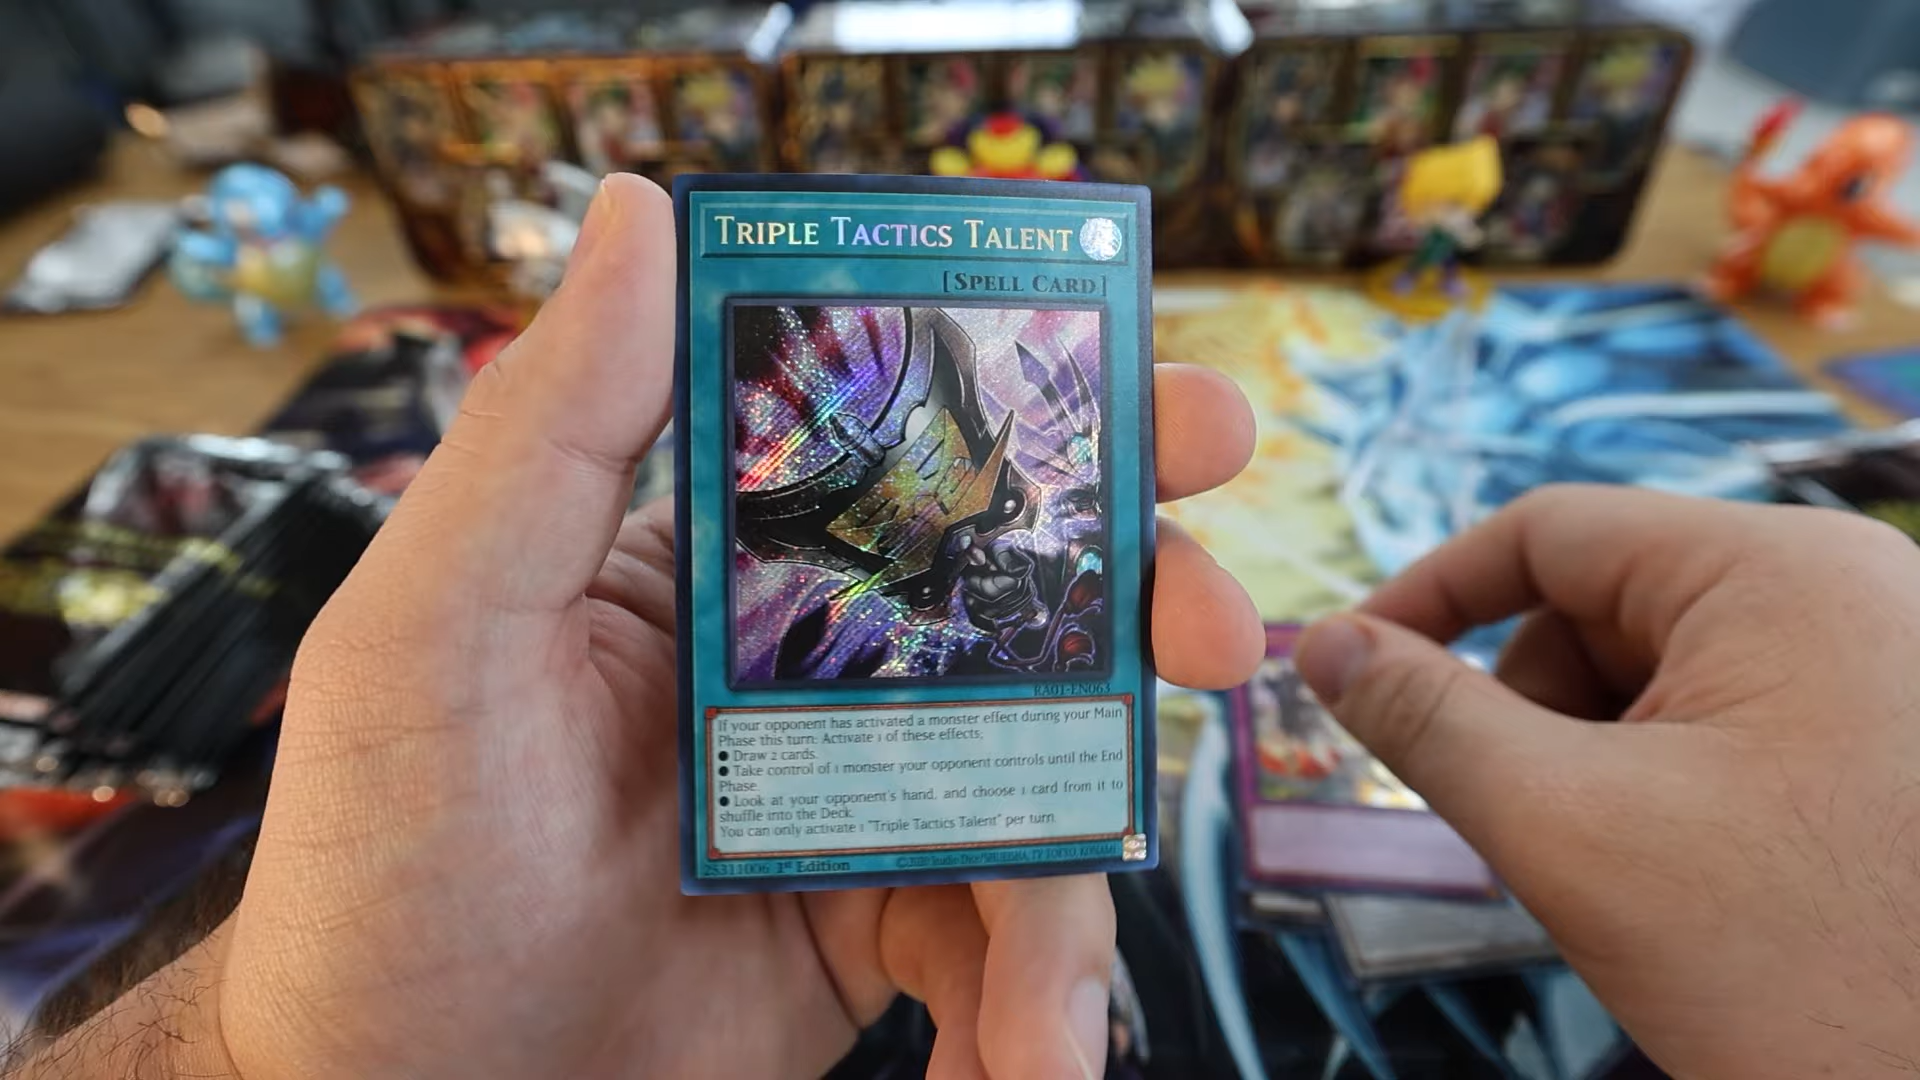 TRIPLE TACTICS TALENT
[SPELL CARD]
RA01-EN063
If your opponent has activated a monster effect during your Main
Phase this turn: Activate 1 of these effects;
● Draw 2 cards.
● Take control of 1 monster your opponent controls until the End
Phase.
● Look at your opponent's hand, and choose 1 card from it to
shuffle into the Deck.
You can only activate 1 "Triple Tactics Talent" per turn.
25311006 1st Edition
©2020 Studio Dice/SHUEISHA, TV TOKYO, KONAMI